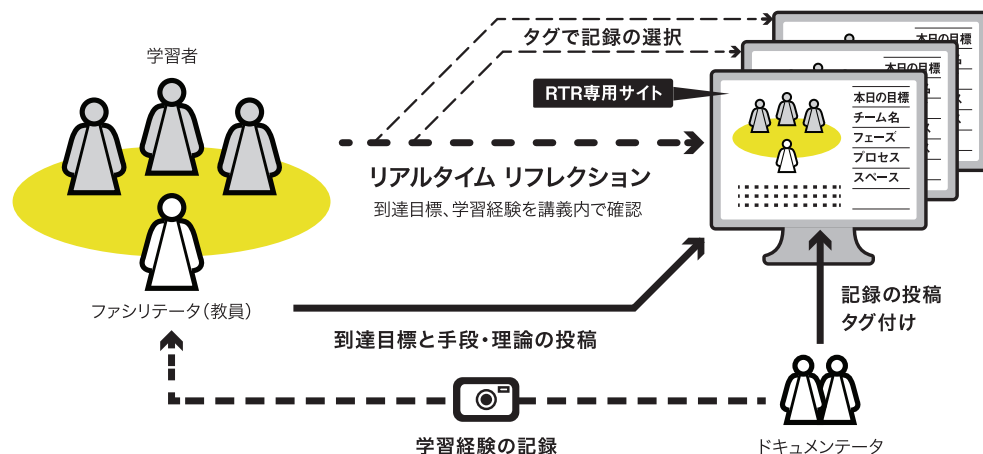 学習者
タグで記録の選択
RTR専用サイト
本日の目標
本日の目標
本日の目標
チーム名
フェーズ
プロセス
スペース
リアルタイム リフレクション
到達目標、学習経験を講義内で確認
ファシリテータ（教員）
到達目標と手段・理論の投稿
記録の投稿
タグ付け
学習経験の記録
ドキュメンテータ